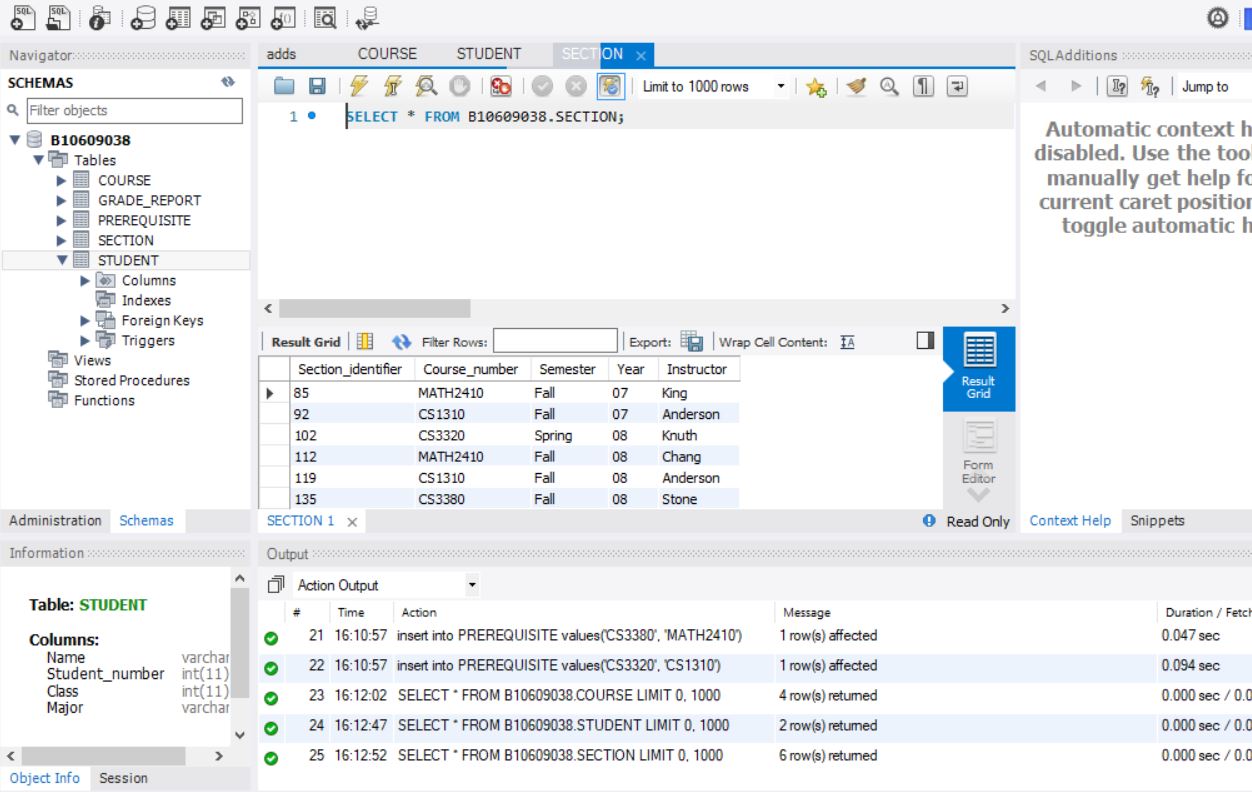 Navigator
SCHEMAS
Filter objects
B10609038
Tables
COURSE
GRADE_REPORT
PREREQUISITE
SECTION
STUDENT
Columns
Indexes
Foreign Keys
Triggers
Views
Stored Procedures
Functions
Administration Schemas
Information
Table: STUDENT
Columns:
Name varchar
Student_number int(11)
Class int(11)
Major varchar
Object Info Session
adds COURSE STUDENT SECTION
Limit to 1000 rows
1 SELECT * FROM B10609038.SECTION;
Result Grid Filter Rows: Export: Wrap Cell Content:
Section_identifier Course_number Semester Year Instructor
85 MATH2410 Fall 07 King
92 CS1310 Fall 07 Anderson
102 CS3320 Spring 08 Knuth
112 MATH2410 Fall 08 Chang
119 CS1310 Fall 08 Anderson
135 CS3380 Fall 08 Stone
Result
Grid
Form
Editor
SECTION 1
Read Only
SQLAdditions
Jump to
Automatic context h
disabled. Use the tool
manually get help fo
current caret position
toggle automatic h
Context Help Snippets
Output
Action Output
# Time Action Message Duration / Fetch
21 16:10:57 insert into PREREQUISITE values('CS3380', 'MATH2410') 1 row(s) affected 0.047 sec
22 16:10:57 insert into PREREQUISITE values('CS3320', 'CS1310') 1 row(s) affected 0.094 sec
23 16:12:02 SELECT * FROM B10609038.COURSE LIMIT 0, 1000 4 row(s) returned 0.000 sec / 0.0
24 16:12:47 SELECT * FROM B10609038.STUDENT LIMIT 0, 1000 2 row(s) returned 0.000 sec / 0.0
25 16:12:52 SELECT * FROM B10609038.SECTION LIMIT 0, 1000 6 row(s) returned 0.000 sec / 0.0